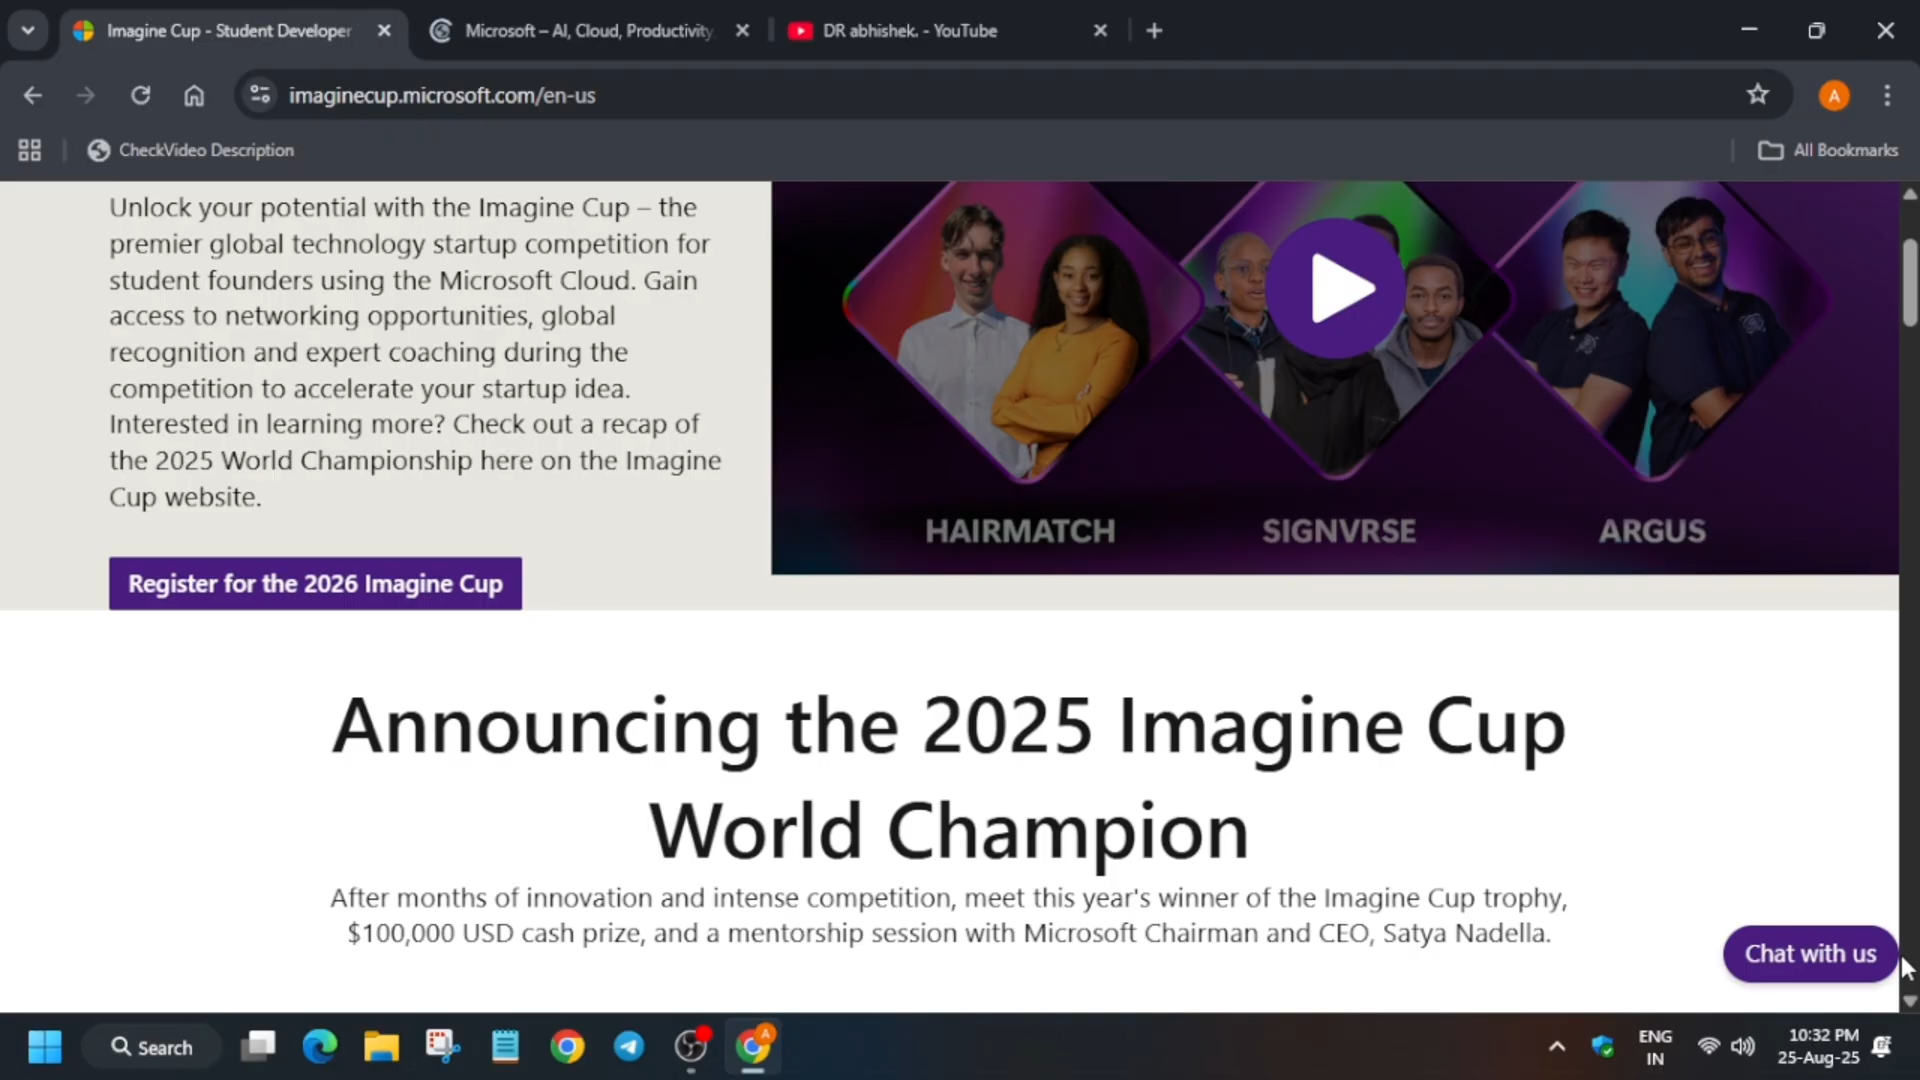 Imagine Cup - Student Developer
Microsoft – AI, Cloud, Productivity,
DR abhishek. - YouTube
imaginecup.microsoft.com/en-us
A
CheckVideo Description
All Bookmarks
Unlock your potential with the Imagine Cup – the
premier global technology startup competition for
student founders using the Microsoft Cloud. Gain
access to networking opportunities, global
recognition and expert coaching during the
competition to accelerate your startup idea.
Interested in learning more? Check out a recap of
the 2025 World Championship here on the Imagine
Cup website.
HAIRMATCH
SIGNVRSE
ARGUS
Register for the 2026 Imagine Cup
Announcing the 2025 Imagine Cup
World Champion
After months of innovation and intense competition, meet this year's winner of the Imagine Cup trophy,
$100,000 USD cash prize, and a mentorship session with Microsoft Chairman and CEO, Satya Nadella.
Chat with us
Search
A
ENG
IN
10:32 PM
25-Aug-25